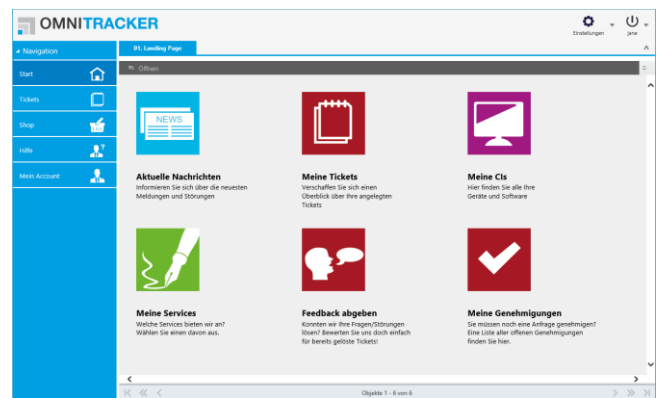 OMNITRACKER
Einstellungen
Jane
Navigation
01. Landing Page
Start
Öffnen
Tickets
Shop
Hilfe
Mein Account
NEWS
Aktuelle Nachrichten
Informieren Sie sich über die neuesten
Meldungen und Störungen
Meine Tickets
Verschaffen Sie sich einen
Überblick über Ihre angelegten
Tickets
Meine CIs
Hier finden Sie alle Ihre
Geräte und Software
Meine Services
Welche Services bieten wir an?
Wählen Sie einen davon aus.
Feedback abgeben
Konnten wir Ihre Fragen/Störungen
lösen? Bewerten Sie uns doch einfach
für bereits gelöste Tickets!
Meine Genehmigungen
Sie müssen noch eine Anfrage genehmigen?
Eine Liste aller offenen Genehmigungen
finden Sie hier.
Objekte 1 - 6 von 6